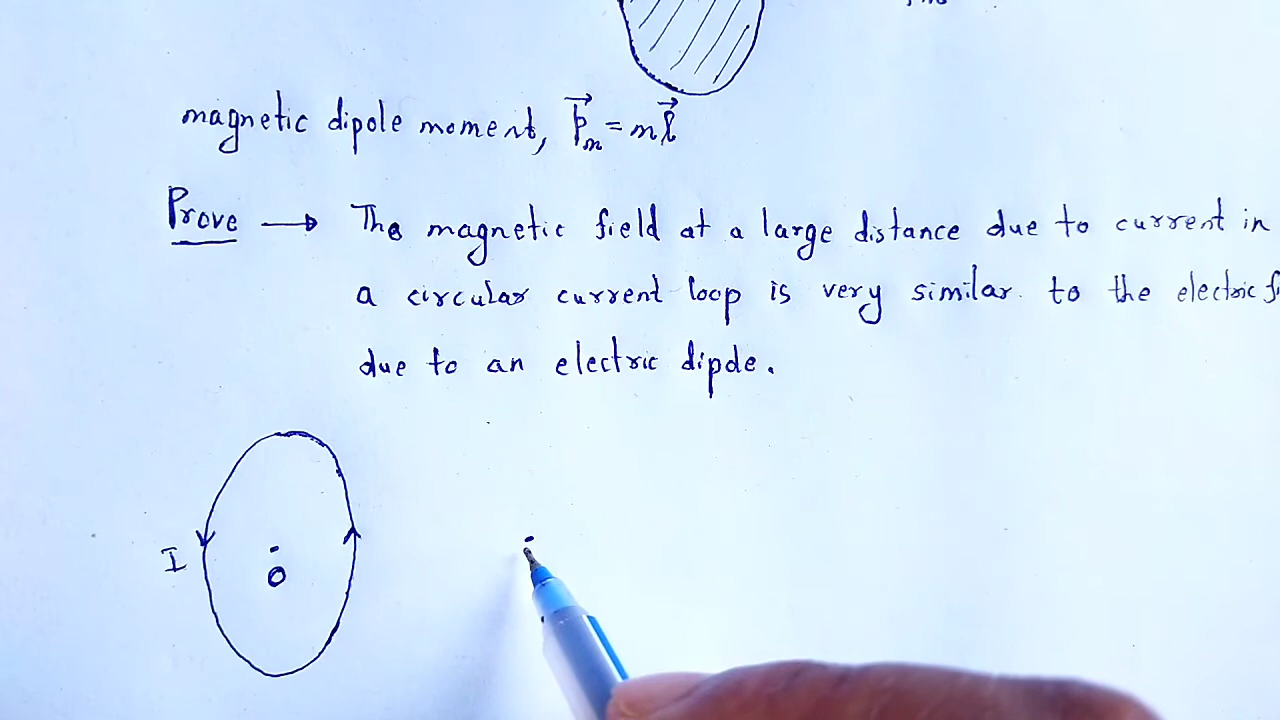 magnetic dipole moment, p⃗m = m l⃗
Prove → The magnetic field at a large distance due to current in
a circular current loop is very similar to the electric
due to an electric dipole.
I
O